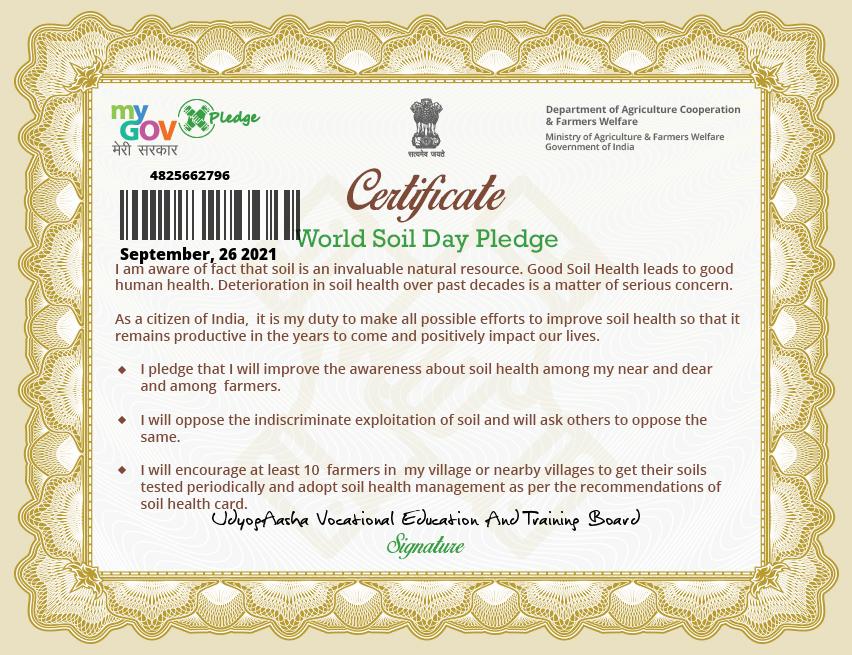 my
GOV
मेरी सरकार
Pledge
सत्यमेव जयते
Department of Agriculture Cooperation
& Farmers Welfare
Ministry of Agriculture & Farmers Welfare
Government of India
4825662796
Certificate
World Soil Day Pledge
September, 26 2021
I am aware of fact that soil is an invaluable natural resource. Good Soil Health leads to good
human health. Deterioration in soil health over past decades is a matter of serious concern.
As a citizen of India, it is my duty to make all possible efforts to improve soil health so that it
remains productive in the years to come and positively impact our lives.
◆ I pledge that I will improve the awareness about soil health among my near and dear
and among farmers.
◆ I will oppose the indiscriminate exploitation of soil and will ask others to oppose the
same.
◆ I will encourage at least 10 farmers in my village or nearby villages to get their soils
tested periodically and adopt soil health management as per the recommendations of
soil health card.
UdyogAasha Vocational Education And Training Board
Signature